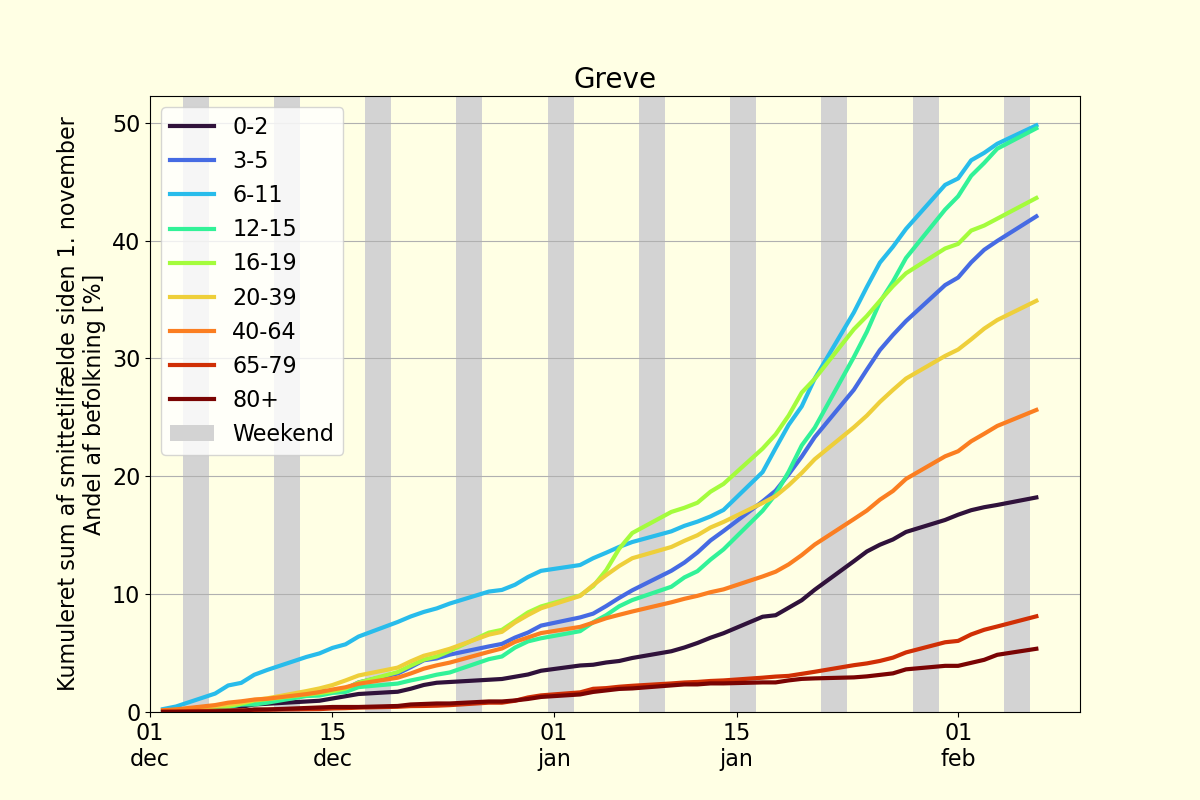 Greve
Kumuleret sum af smittetilfælde siden 1. november
Andel af befolkning [%]
50
40
30
20
10
0
0-2
3-5
6-11
12-15
16-19
20-39
40-64
65-79
80+
Weekend
01
dec
15
dec
01
jan
15
jan
01
feb